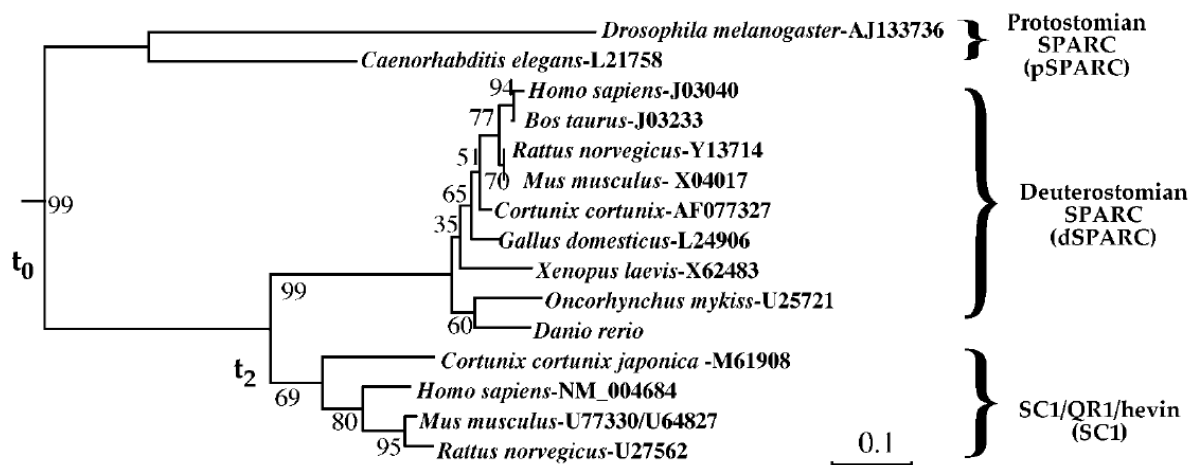 Drosophila melanogaster-AJ133736
Caenorhabditis elegans-L21758
Protostomian
SPARC
(pSPARC)
94
Homo sapiens-J03040
77
Bos taurus-J03233
51
Rattus norvegicus-Y13714
70
Mus musculus- X04017
65
Cortunix cortunix-AF077327
35
Gallus domesticus-L24906
Xenopus laevis-X62483
Oncorhynchus mykiss-U25721
60
Danio rerio
Deuterostomian
SPARC
(dSPARC)
99
t0
99
t2
69
Cortunix cortunix japonica -M61908
Homo sapiens-NM_004684
80
Mus musculus-U77330/U64827
95
Rattus norvegicus-U27562
SC1/QR1/hevin
(SC1)
0.1